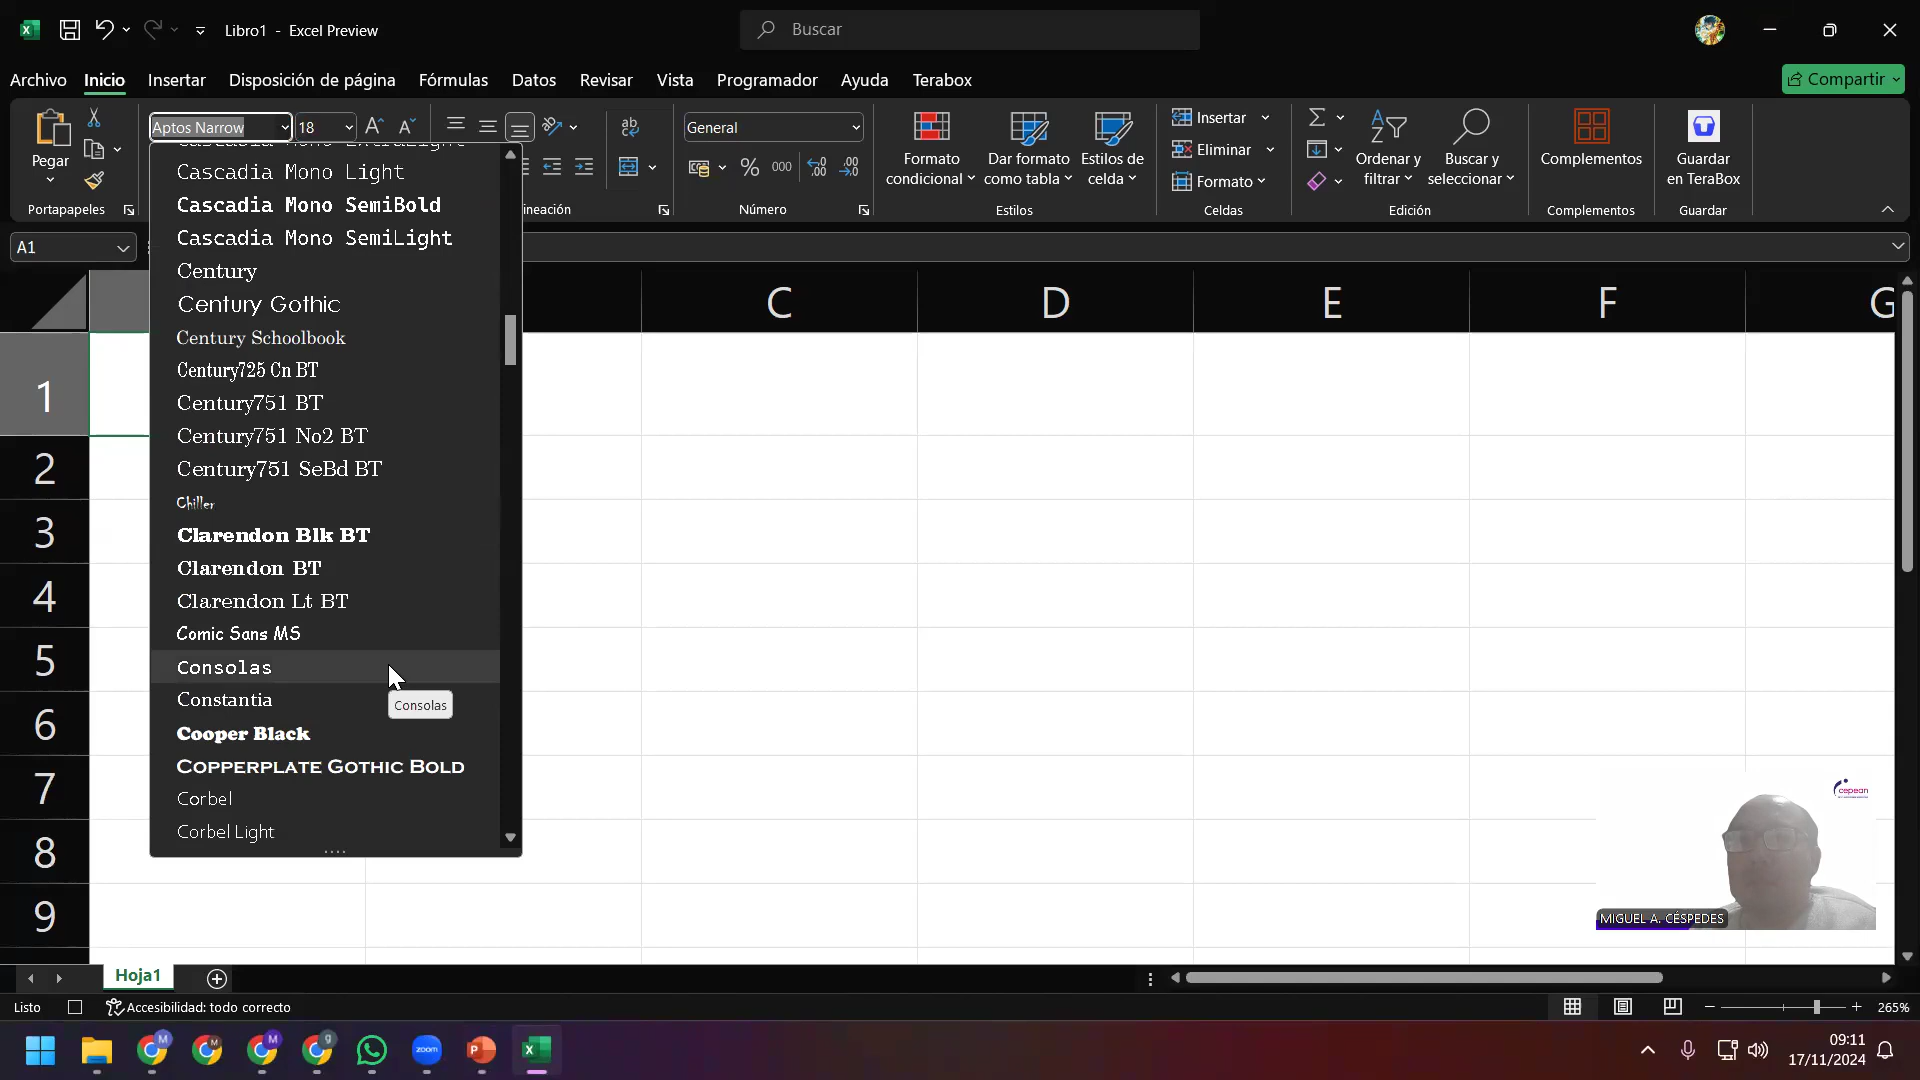 Libro1 - Excel Preview
Buscar
Archivo Inicio Insertar Disposición de página Fórmulas Datos Revisar Vista Programador Ayuda Terabox
Compartir
Aptos Narrow
18
General
Pegar
Portapapeles
ineación
% 000
Número
Formato condicional
Dar formato como tabla
Estilos de celda
Estilos
Insertar
Eliminar
Formato
Celdas
Ordenar y filtrar
Buscar y seleccionar
Edición
Complementos
Complementos
Guardar en TeraBox
Guardar
A1
Cascadia Mono ExtraLight
Cascadia Mono Light
Cascadia Mono SemiBold
Cascadia Mono SemiLight
Century
Century Gothic
Century Schoolbook
Century725 Cn BT
Century751 BT
Century751 No2 BT
Century751 SeBd BT
Chiller
Clarendon Blk BT
Clarendon BT
Clarendon Lt BT
Comic Sans MS
Consolas
Constantia
Consolas
Cooper Black
Copperplate Gothic Bold
Corbel
Corbel Light
C D E F G
1
2
3
4
5
6
7
8
9
cepean
MIGUEL A. CÉSPEDES
Hoja1
Listo
Accesibilidad: todo correcto
265%
zoom
09:11
17/11/2024